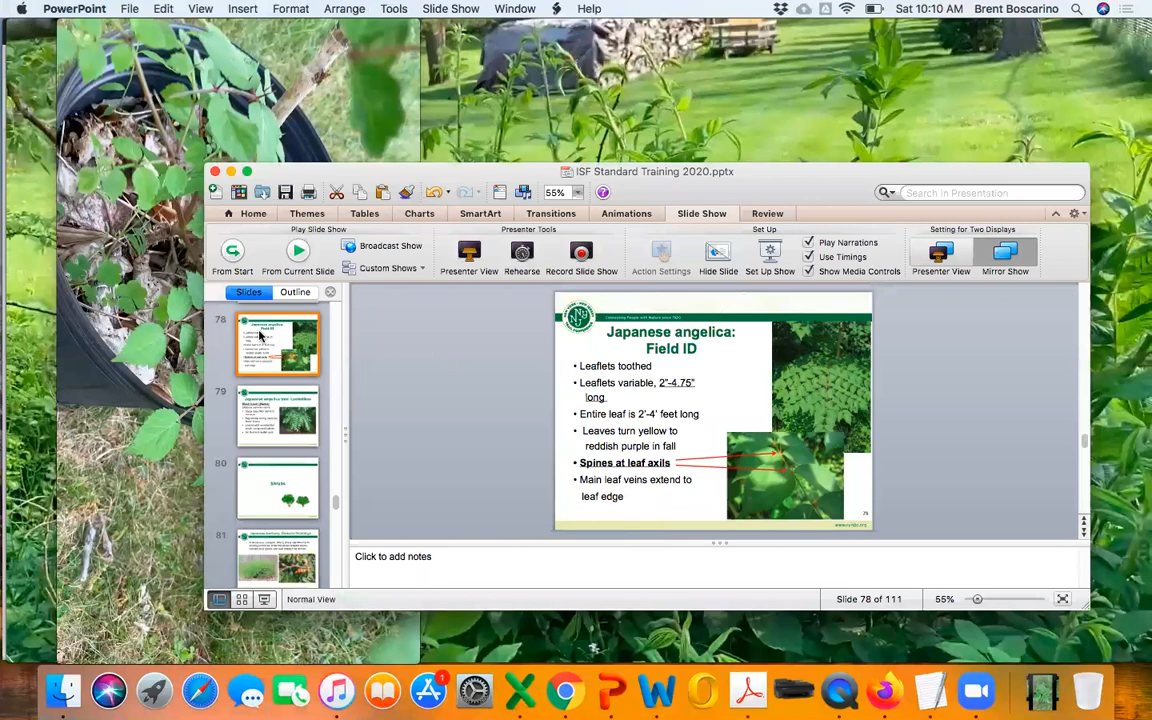 PowerPoint File Edit View Insert Format Arrange Tools Slide Show Window Help Sat 10:10 AM Brent Boscarino
ISF Standard Training 2020.pptx
55% Search In Presentation
Home Themes Tables Charts SmartArt Transitions Animations Slide Show Review
Play Slide Show Presenter Tools Set Up Setting for Two Displays
Broadcast Show Play Narrations
Use Timings
Custom Shows
From Start From Current Slide Presenter View Rehearse Record Slide Show Action Settings Hide Slide Set Up Show Show Media Controls Presenter View Mirror Show
Slides Outline
78
79
80
81
Japanese angelica:
Field ID
• Leaflets toothed
• Leaflets variable, 2”-4.75”
long
• Entire leaf is 2’-4’ feet long
• Leaves turn yellow to
reddish purple in fall
• Spines at leaf axils
• Main leaf veins extend to
leaf edge
Click to add notes
Normal View Slide 78 of 111 55%
1